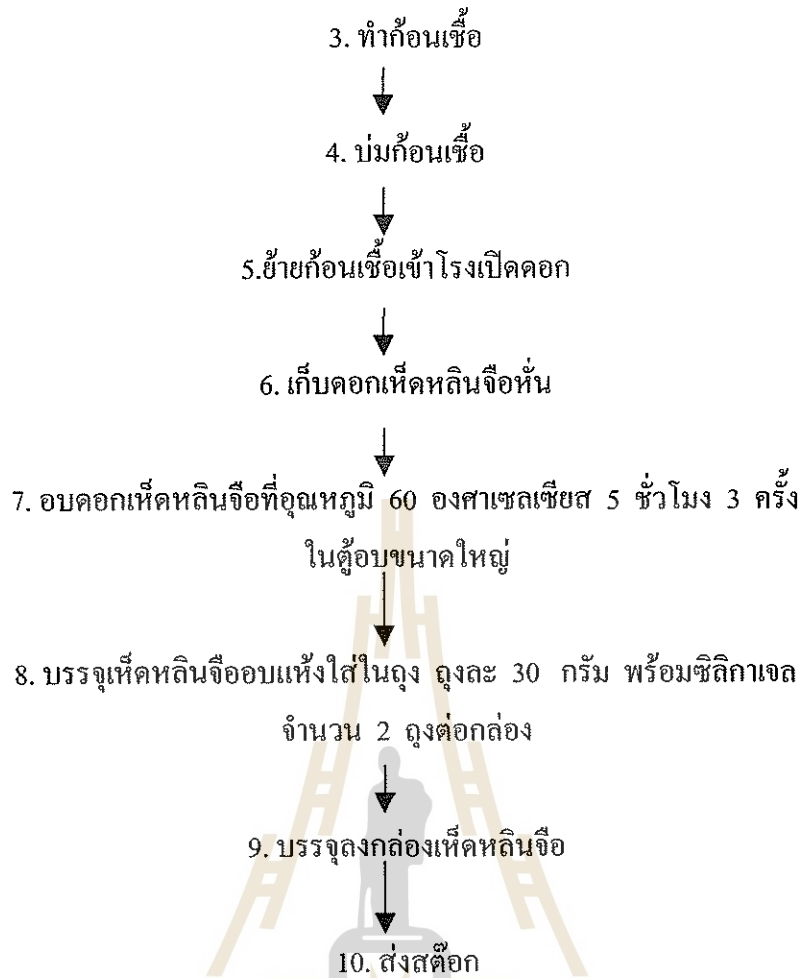 3. ทำก้อนเชื้อ
4. บ่มก้อนเชื้อ
5.ย้ายก้อนเชื้อเข้าโรงเปิดดอก
6. เก็บดอกเห็ดหลินจือหั่น
7. อบดอกเห็ดหลินจือที่อุณหภูมิ 60 องศาเซลเซียส 5 ชั่วโมง 3 ครั้ง
ในตู้อบขนาดใหญ่
8. บรรจุเห็ดหลินจืออบแห้งใส่ในถุง ถุงละ 30 กรัม พร้อมซิลิกาเจล
จำนวน 2 ถุงต่อกล่อง
9. บรรจุลงกล่องเห็ดหลินจือ
10. ส่งสต๊อก